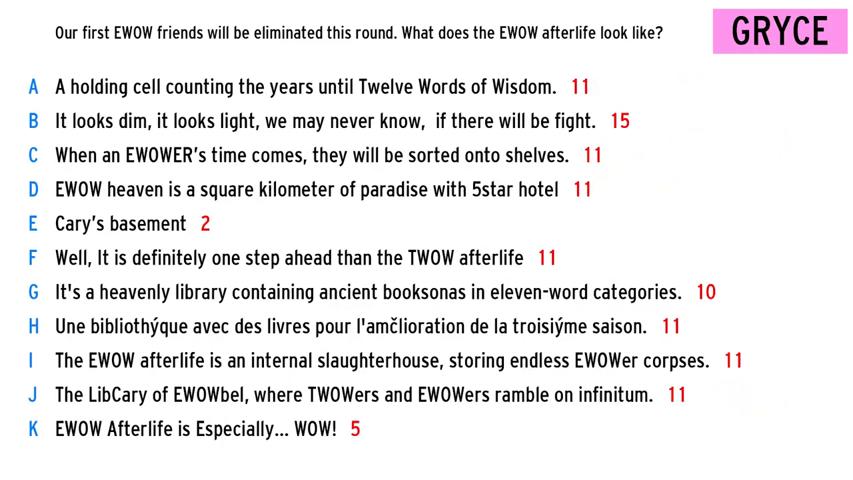 Our first EWOW friends will be eliminated this round. What does the EWOW afterlife look like?
GRYCE
A A holding cell counting the years until Twelve Words of Wisdom. 11
B It looks dim, it looks light, we may never know, if there will be fight. 15
C When an EWOWER's time comes, they will be sorted onto shelves. 11
D EWOW heaven is a square kilometer of paradise with 5star hotel 11
E Cary's basement 2
F Well, It is definitely one step ahead than the TWOW afterlife 11
G It's a heavenly library containing ancient booksonas in eleven-word categories. 10
H Une bibliothýque avec des livres pour l'amčlioration de la troisiýme saison. 11
I The EWOW afterlife is an internal slaughterhouse, storing endless EWOWer corpses. 11
J The LibCary of EWOWbel, where TWOWers and EWOWers ramble on infinitum. 11
K EWOW Afterlife is Especially... WOW! 5